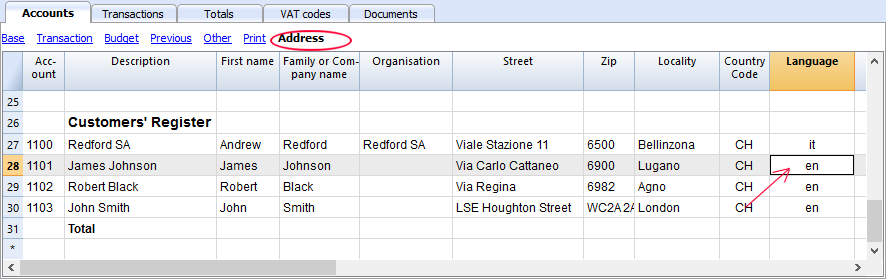 Accounts Transactions Totals VAT codes Documents
Base Transaction Budget Previous Other Print Address
Acc-
ount Description First name Family or Com-
pany name Organisation Street Zip Locality Country
Code Language
25
26 Customers' Register
27 1100 Redford SA Andrew Redford Redford SA Viale Stazione 11 6500 Bellinzona CH it
28 1101 James Johnson James Johnson Via Carlo Cattaneo 6900 Lugano CH en
29 1102 Robert Black Robert Black Via Regina 6982 Agno CH en
30 1103 John Smith John Smith LSE Houghton Street WC2A 2A London CH en
31 Total
*